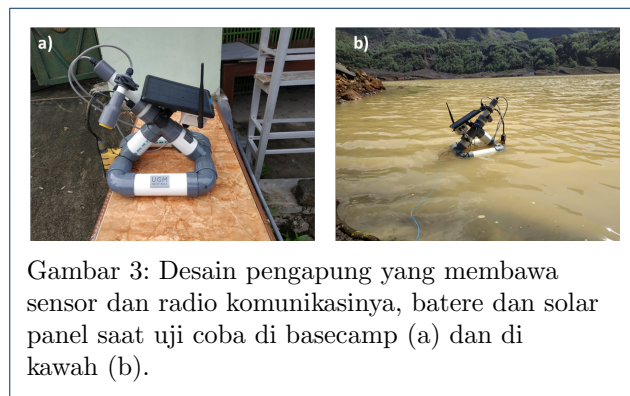 a)
b)
UGM
Gambar 3: Desain pengapung yang membawa
sensor dan radio komunikasinya, batere dan solar
panel saat uji coba di basecamp (a) dan di
kawah (b).